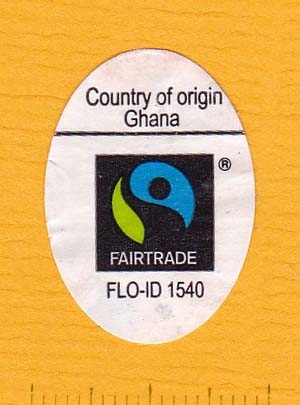 Country of origin
Ghana
®
FAIRTRADE
FLO-ID 1540